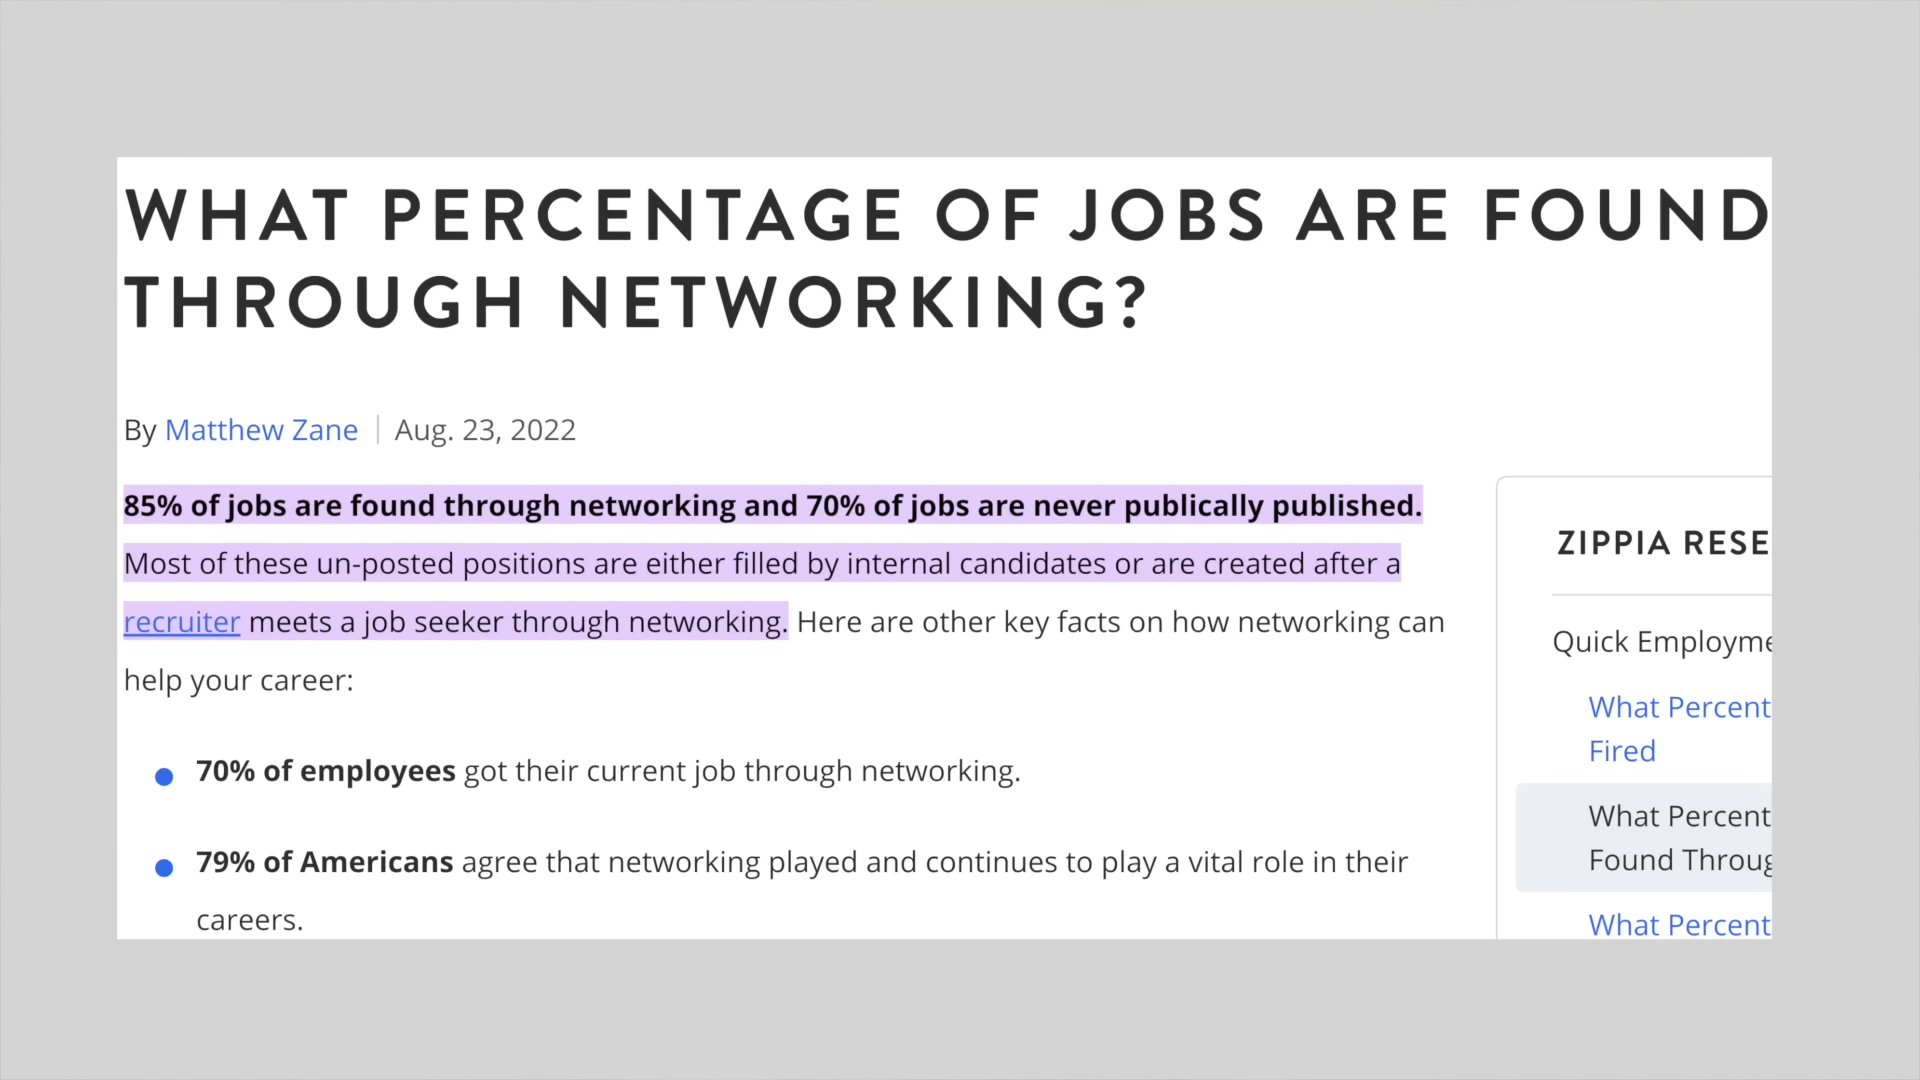 WHAT PERCENTAGE OF JOBS ARE FOUND
THROUGH NETWORKING?
By Matthew Zane | Aug. 23, 2022
85% of jobs are found through networking and 70% of jobs are never publically published.
Most of these un-posted positions are either filled by internal candidates or are created after a
recruiter meets a job seeker through networking. Here are other key facts on how networking can
help your career:
70% of employees got their current job through networking.
79% of Americans agree that networking played and continues to play a vital role in their
careers.
ZIPPIA RESE
Quick Employme
What Percent
Fired
What Percent
Found Throug
What Percent